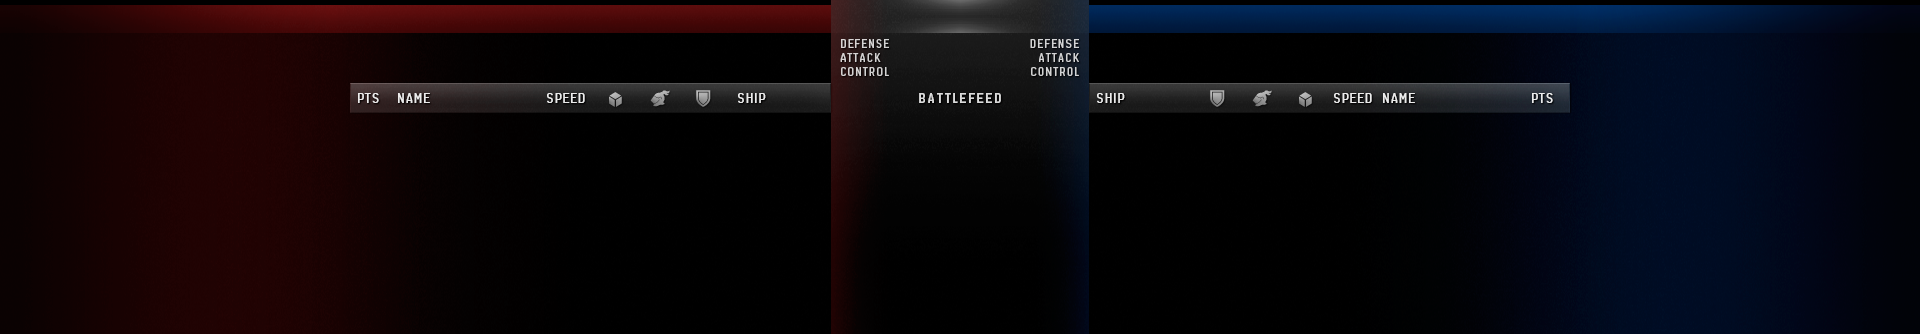 DEFENSE DEFENSE
ATTACK ATTACK
CONTROL CONTROL
PTS NAME SPEED SHIP BATTLEFEED SHIP SPEED NAME PTS